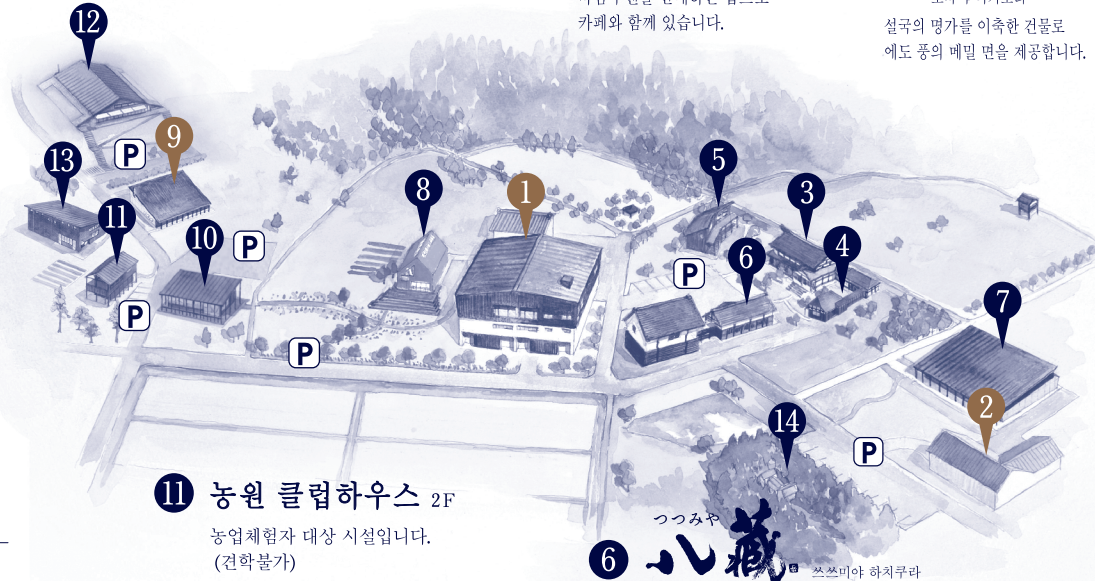 카페와 함께 있습니다.
설국의 명가를 이축한 건물로
에도 풍의 메밀 면을 제공합니다.
12
9
P
13
11
10
P
P
8
1
P
5
3
4
6
P
7
2
14
P
11 농원 클럽하우스 2F
농업체험자 대상 시설입니다.
(견학불가)
つつみや
6 八蔵 쓰쓰미야 하치쿠라